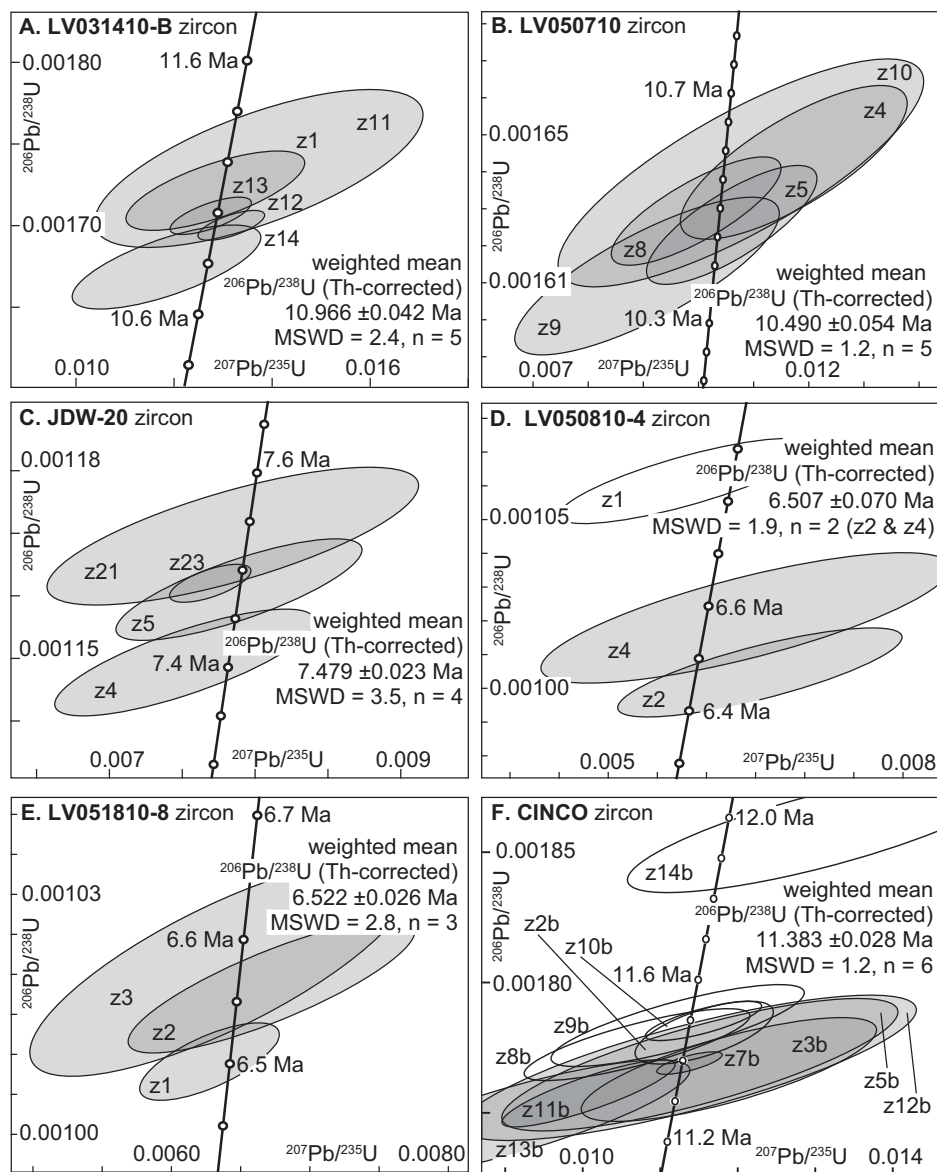 A. LV031410-B zircon
0.00180
11.6 Ma
²⁰⁶Pb/²³⁸U
z11
z1
z13
z12
0.00170
z14
weighted mean
²⁰⁶Pb/²³⁸U (Th-corrected)
10.966 ±0.042 Ma
MSWD = 2.4, n = 5
10.6 Ma
0.010
²⁰⁷Pb/²³⁵U
0.016
B. LV050710 zircon
z10
10.7 Ma
z4
0.00165
²⁰⁶Pb/²³⁸U
z5
z8
0.00161
weighted mean
²⁰⁶Pb/²³⁸U (Th-corrected)
10.490 ±0.054 Ma
MSWD = 1.2, n = 5
10.3 Ma
z9
0.007
²⁰⁷Pb/²³⁵U
0.012
C. JDW-20 zircon
0.00118
7.6 Ma
²⁰⁶Pb/²³⁸U
z21
z23
z5
0.00115
7.4 Ma
z4
weighted mean
²⁰⁶Pb/²³⁸U (Th-corrected)
7.479 ±0.023 Ma
MSWD = 3.5, n = 4
0.007
²⁰⁷Pb/²³⁵U
0.009
D. LV050810-4 zircon
weighted mean
²⁰⁶Pb/²³⁸U (Th-corrected)
6.507 ±0.070 Ma
MSWD = 1.9, n = 2 (z2 & z4)
z1
0.00105
²⁰⁶Pb/²³⁸U
6.6 Ma
z4
0.00100
z2
6.4 Ma
0.005
²⁰⁷Pb/²³⁵U
0.008
E. LV051810-8 zircon
6.7 Ma
weighted mean
²⁰⁶Pb/²³⁸U (Th-corrected)
6.522 ±0.026 Ma
MSWD = 2.8, n = 3
0.00103
²⁰⁶Pb/²³⁸U
6.6 Ma
z3
z2
6.5 Ma
z1
0.00100
0.0060
²⁰⁷Pb/²³⁵U
0.0080
F. CINCO zircon
12.0 Ma
0.00185
z14b
weighted mean
²⁰⁶Pb/²³⁸U (Th-corrected)
11.383 ±0.028 Ma
MSWD = 1.2, n = 6
²⁰⁶Pb/²³⁸U
z2b
z10b
11.6 Ma
0.00180
z9b
z8b
z3b
z7b
z5b
z12b
z11b
z13b
11.2 Ma
0.010
²⁰⁷Pb/²³⁵U
0.014